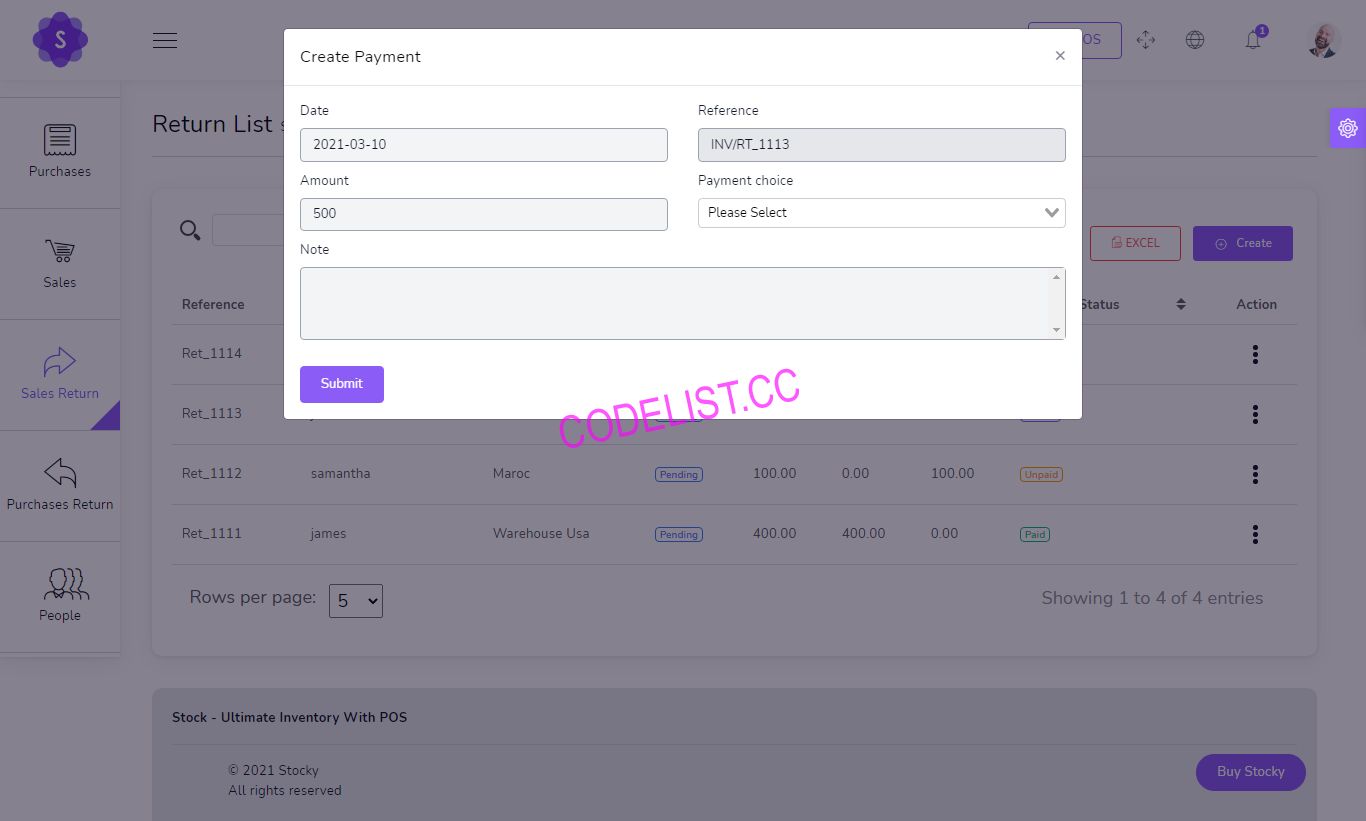 S
OS
1
Create Payment
×
Date
Reference
2021-03-10
INV/RT_1113
Amount
Payment choice
500
Please Select
Note
Submit
Return List
Purchases
Sales
Sales Return
Purchases Return
People
EXCEL
Create
Reference
Status
Action
Ret_1114
Ret_1113
Ret_1112 samantha Maroc Pending 100.00 0.00 100.00 Unpaid
Ret_1111 james Warehouse Usa Pending 400.00 400.00 0.00 Paid
Rows per page: 5
Showing 1 to 4 of 4 entries
CODELIST.CC
Stock - Ultimate Inventory With POS
© 2021 Stocky
All rights reserved
Buy Stocky